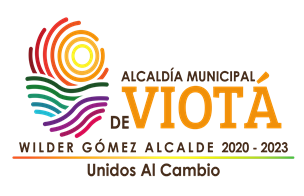 ALCALDÍA MUNICIPAL
DE VIOTÁ
WILDER GÓMEZ ALCALDE 2020 - 2023
Unidos Al Cambio